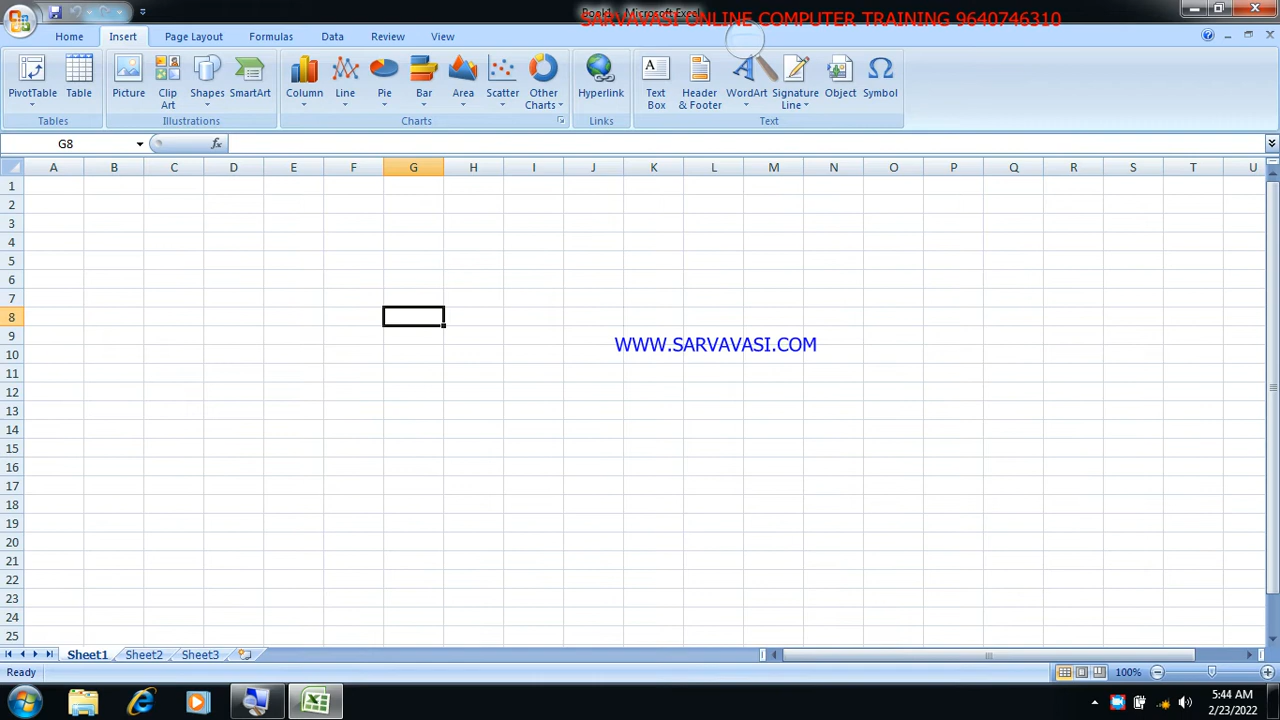 Book1 - Microsoft Excel
SARVAVASI ONLINE COMPUTER TRAINING 9640746310
Home Insert Page Layout Formulas Data Review View
PivotTable Table Picture Clip Art Shapes SmartArt Column Line Pie Bar Area Scatter Other Charts Hyperlink Text Box Header & Footer WordArt Signature Line Object Symbol
Tables Illustrations Charts Links Text
G8 fx
A B C D E F G H I J K L M N O P Q R S T U
1
2
3
4
5
6
7
8
9
WWW.SARVAVASI.COM
10
11
12
13
14
15
16
17
18
19
20
21
22
23
24
25
Sheet1 Sheet2 Sheet3
Ready 100%
5:44 AM
2/23/2022